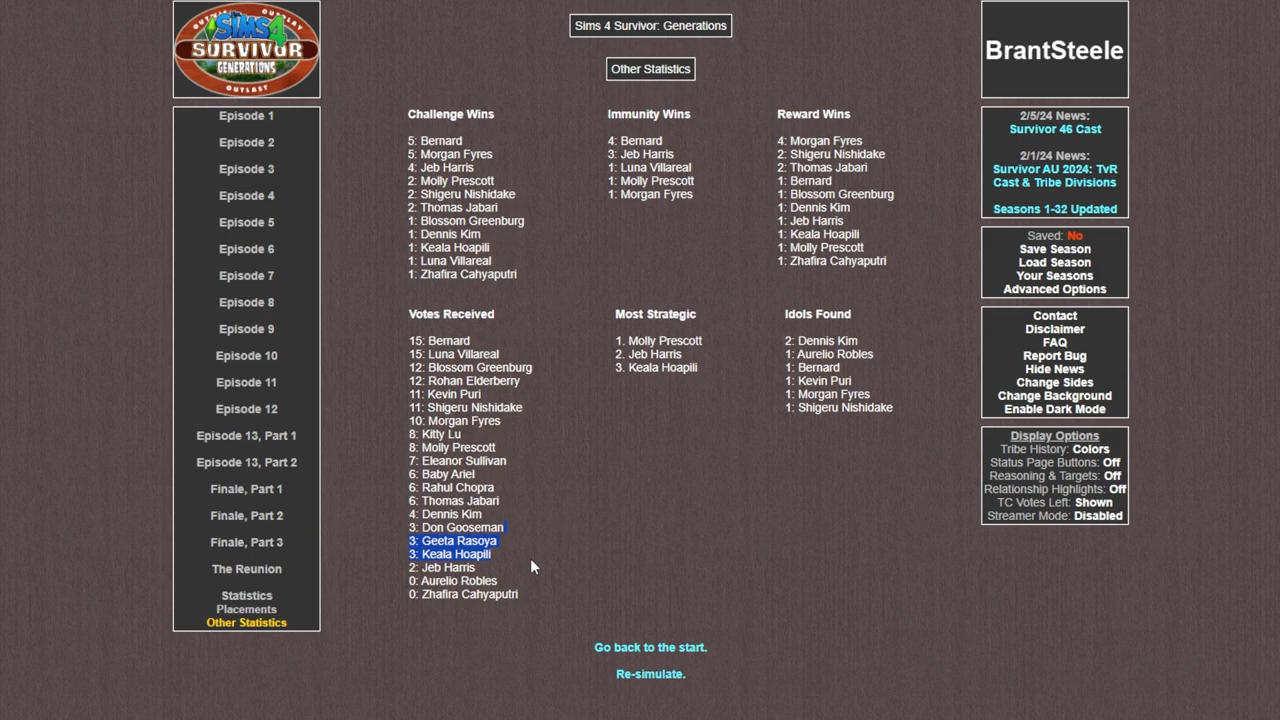 OUTWIT OUTPLAY
THE SIMS 4
SURVIVOR
GENERATIONS
OUTLAST
Episode 1
Episode 2
Episode 3
Episode 4
Episode 5
Episode 6
Episode 7
Episode 8
Episode 9
Episode 10
Episode 11
Episode 12
Episode 13, Part 1
Episode 13, Part 2
Finale, Part 1
Finale, Part 2
Finale, Part 3
The Reunion
Statistics
Placements
Other Statistics
Sims 4 Survivor: Generations
Other Statistics
Challenge Wins
5: Bernard
5: Morgan Fyres
4: Jeb Harris
2: Molly Prescott
2: Shigeru Nishidake
2: Thomas Jabari
1: Blossom Greenburg
1: Dennis Kim
1: Keala Hoapili
1: Luna Villareal
1: Zhafira Cahyaputri
Immunity Wins
4: Bernard
3: Jeb Harris
1: Luna Villareal
1: Molly Prescott
1: Morgan Fyres
Reward Wins
4: Morgan Fyres
2: Shigeru Nishidake
2: Thomas Jabari
1: Bernard
1: Blossom Greenburg
1: Dennis Kim
1: Jeb Harris
1: Keala Hoapili
1: Molly Prescott
1: Zhafira Cahyaputri
Votes Received
15: Bernard
15: Luna Villareal
12: Blossom Greenburg
12: Rohan Elderberry
11: Kevin Puri
11: Shigeru Nishidake
10: Morgan Fyres
8: Kitty Lu
8: Molly Prescott
7: Eleanor Sullivan
6: Baby Ariel
6: Rahul Chopra
6: Thomas Jabari
4: Dennis Kim
3: Don Gooseman
3: Geeta Rasoya
3: Keala Hoapili
2: Jeb Harris
0: Aurelio Robles
0: Zhafira Cahyaputri
Most Strategic
1. Molly Prescott
2. Jeb Harris
3. Keala Hoapili
Idols Found
2: Dennis Kim
1: Aurelio Robles
1: Bernard
1: Kevin Puri
1: Morgan Fyres
1: Shigeru Nishidake
Go back to the start.
Re-simulate.
BrantSteele
2/5/24 News:
Survivor 46 Cast
2/1/24 News:
Survivor AU 2024: TvR
Cast & Tribe Divisions
Seasons 1-32 Updated
Saved: No
Save Season
Load Season
Your Seasons
Advanced Options
Contact
Disclaimer
FAQ
Report Bug
Hide News
Change Sides
Change Background
Enable Dark Mode
Display Options
Tribe History: Colors
Status Page Buttons: Off
Reasoning & Targets: Off
Relationship Highlights: Off
TC Votes Left: Shown
Streamer Mode: Disabled